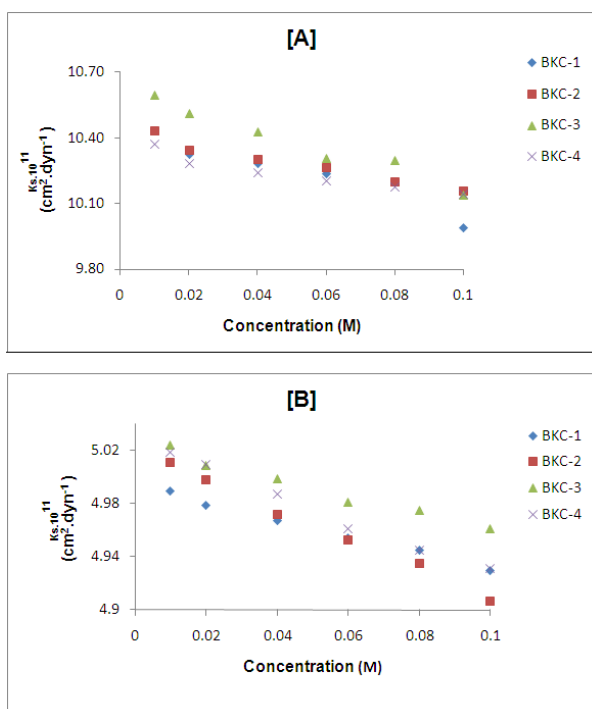 [A]
10.70
10.40
10.10
9.80
0
0.02
0.04
0.06
0.08
0.1
Ks.10¹¹
(cm².dyn⁻¹)
Concentration (M)
BKC-1
BKC-2
BKC-3
BKC-4
[B]
5.02
4.98
4.94
4.9
0
0.02
0.04
0.06
0.08
0.1
Ks.10¹¹
(cm².dyn⁻¹)
Concentration (M)
BKC-1
BKC-2
BKC-3
BKC-4